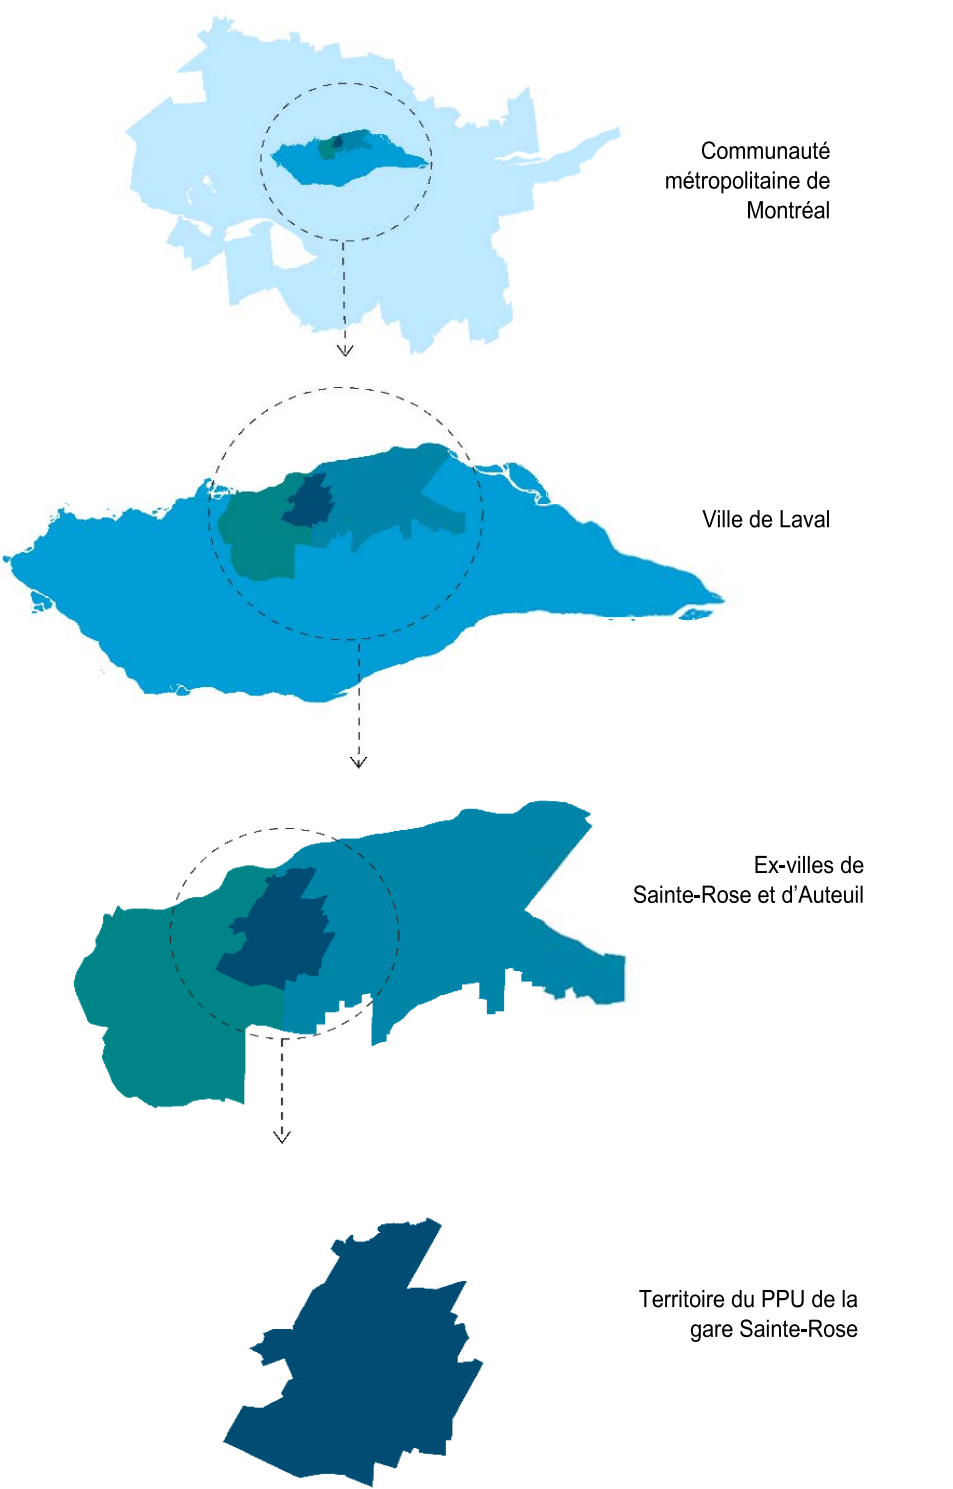 Communauté
métropolitaine de
Montréal
Ville de Laval
Ex-villes de
Sainte-Rose et d'Auteuil
Territoire du PPU de la
gare Sainte-Rose